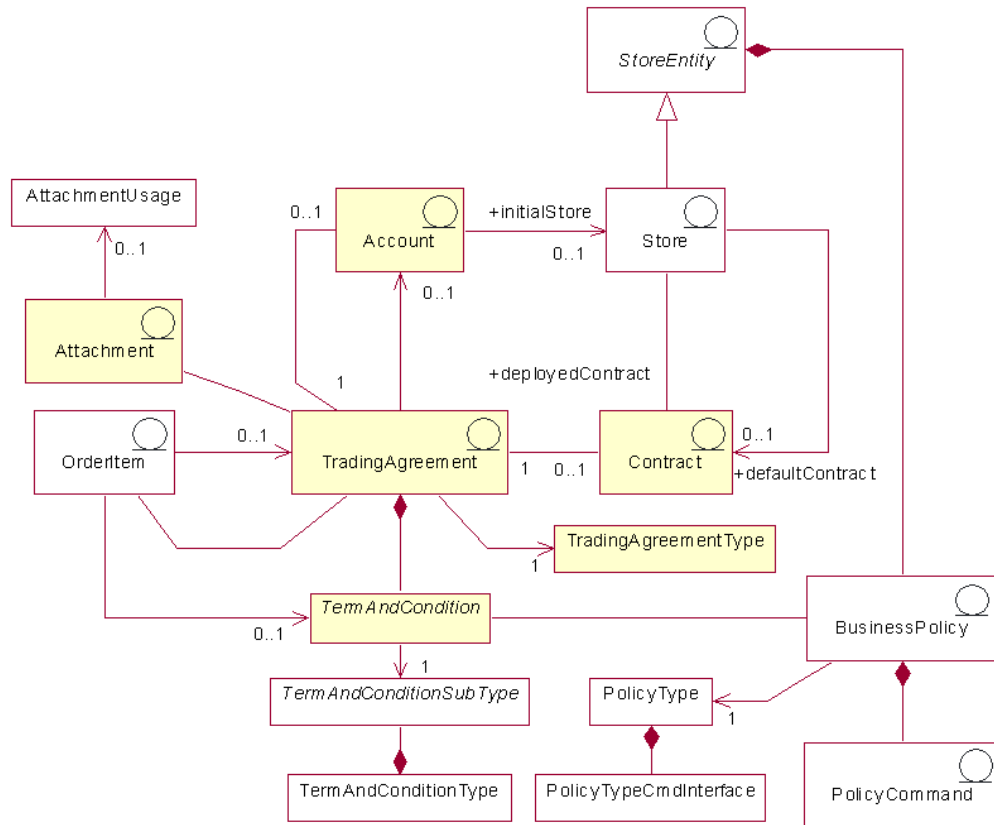 StoreEntity
AttachmentUsage
0..1
Account
+initialStore
0..1
Store
0..1
0..1
Attachment
1
+deployedContract
OrderItem
0..1
TradingAgreement
1
0..1
Contract
0..1
+defaultContract
TradingAgreementType
1
TermAndCondition
0..1
BusinessPolicy
1
TermAndConditionSubType
PolicyType
1
TermAndConditionType
PolicyTypeCmdInterface
PolicyCommand